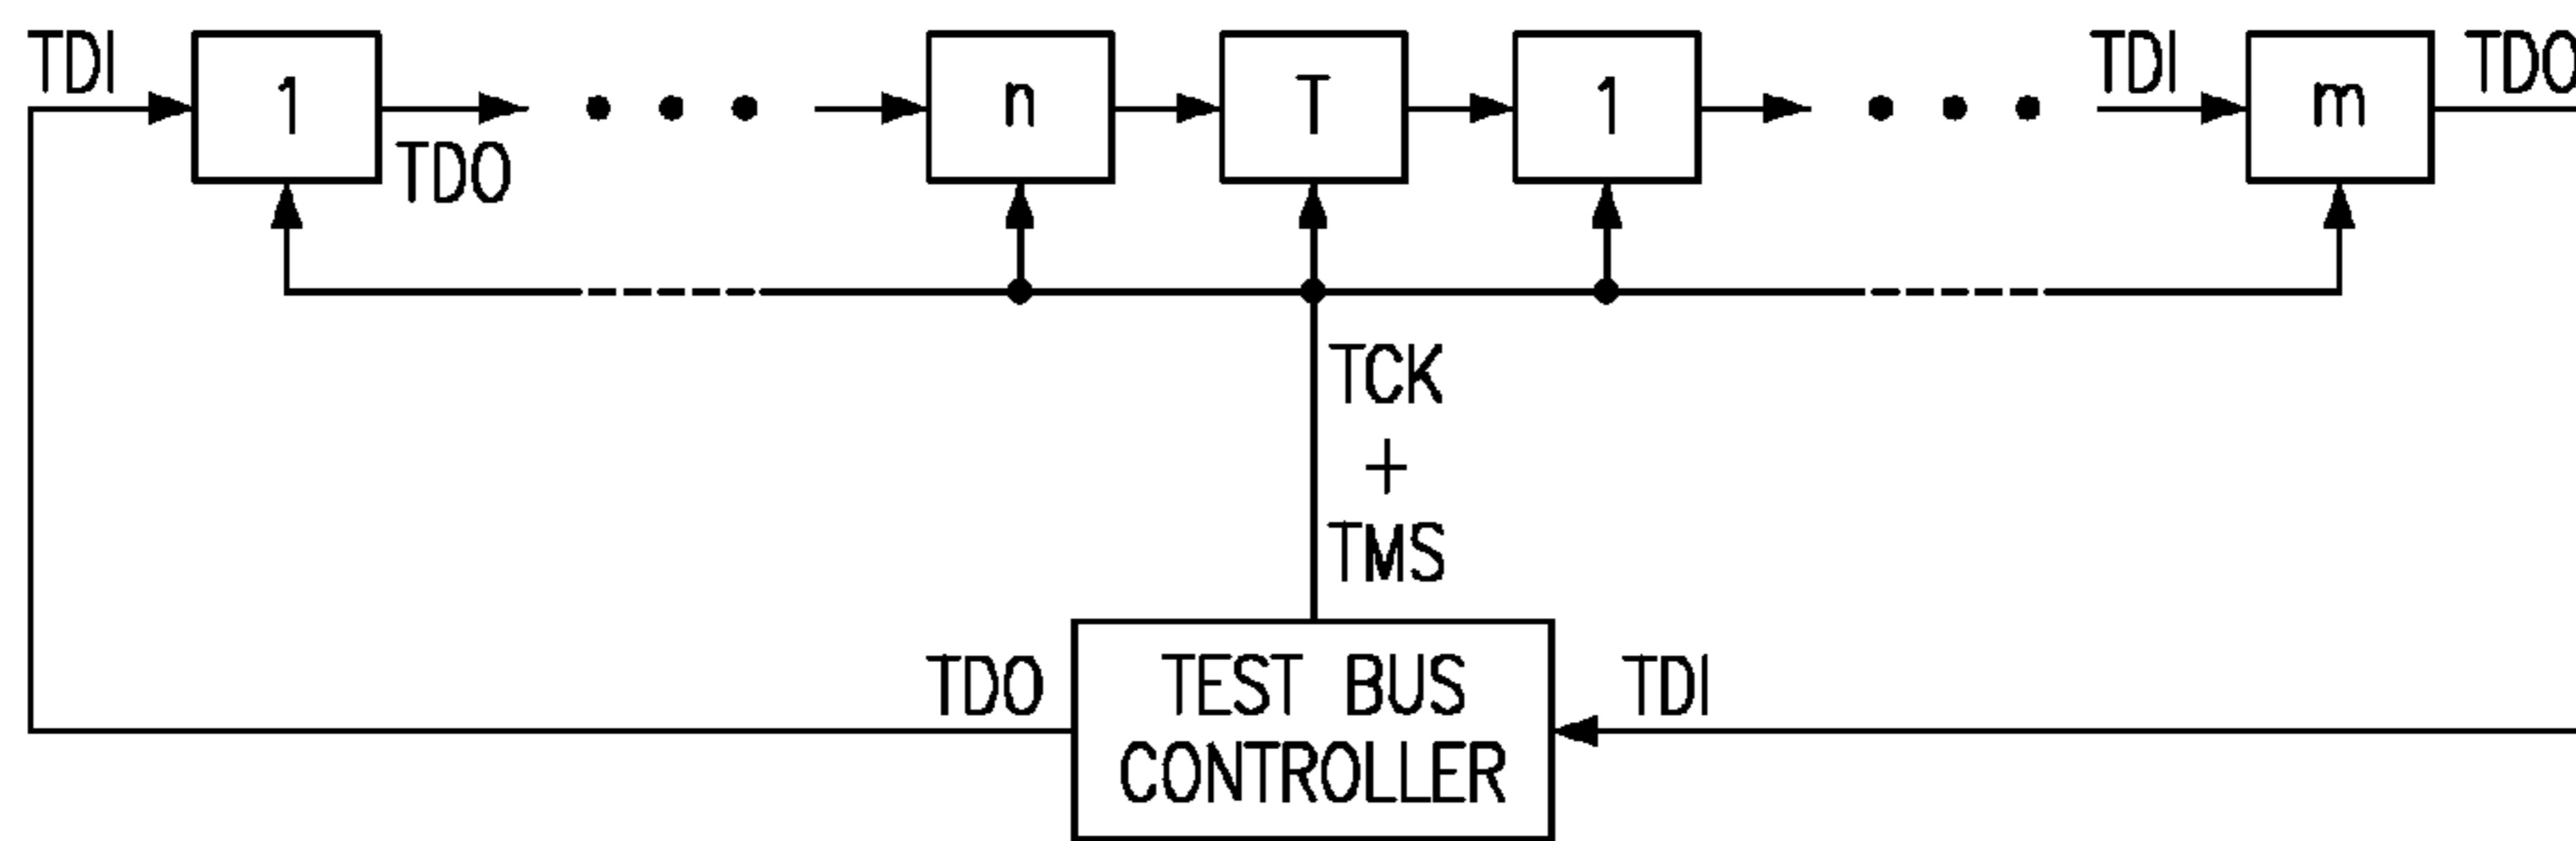 TDI
1
TDO
n
T
1
TDI
m
TDO
TCK
+
TMS
TDO
TEST BUS
CONTROLLER
TDI